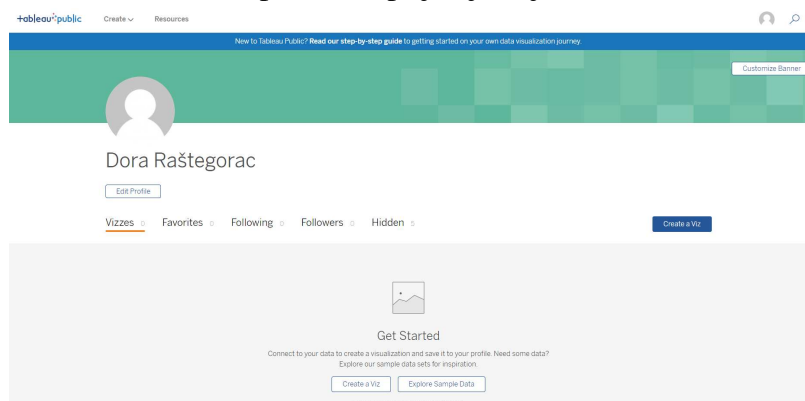 +ableau public Create Resources
New to Tableau Public? Read our step-by-step guide to getting started on your own data visualization journey.
Customize Banner
Dora Raštegorac
Edit Profile
Vizzes 0 Favorites 0 Following 0 Followers 0 Hidden 5
Create a Viz
Get Started
Connect to your data to create a visualization and save it to your profile. Need some data?
Explore our sample data sets for inspiration.
Create a Viz Explore Sample Data